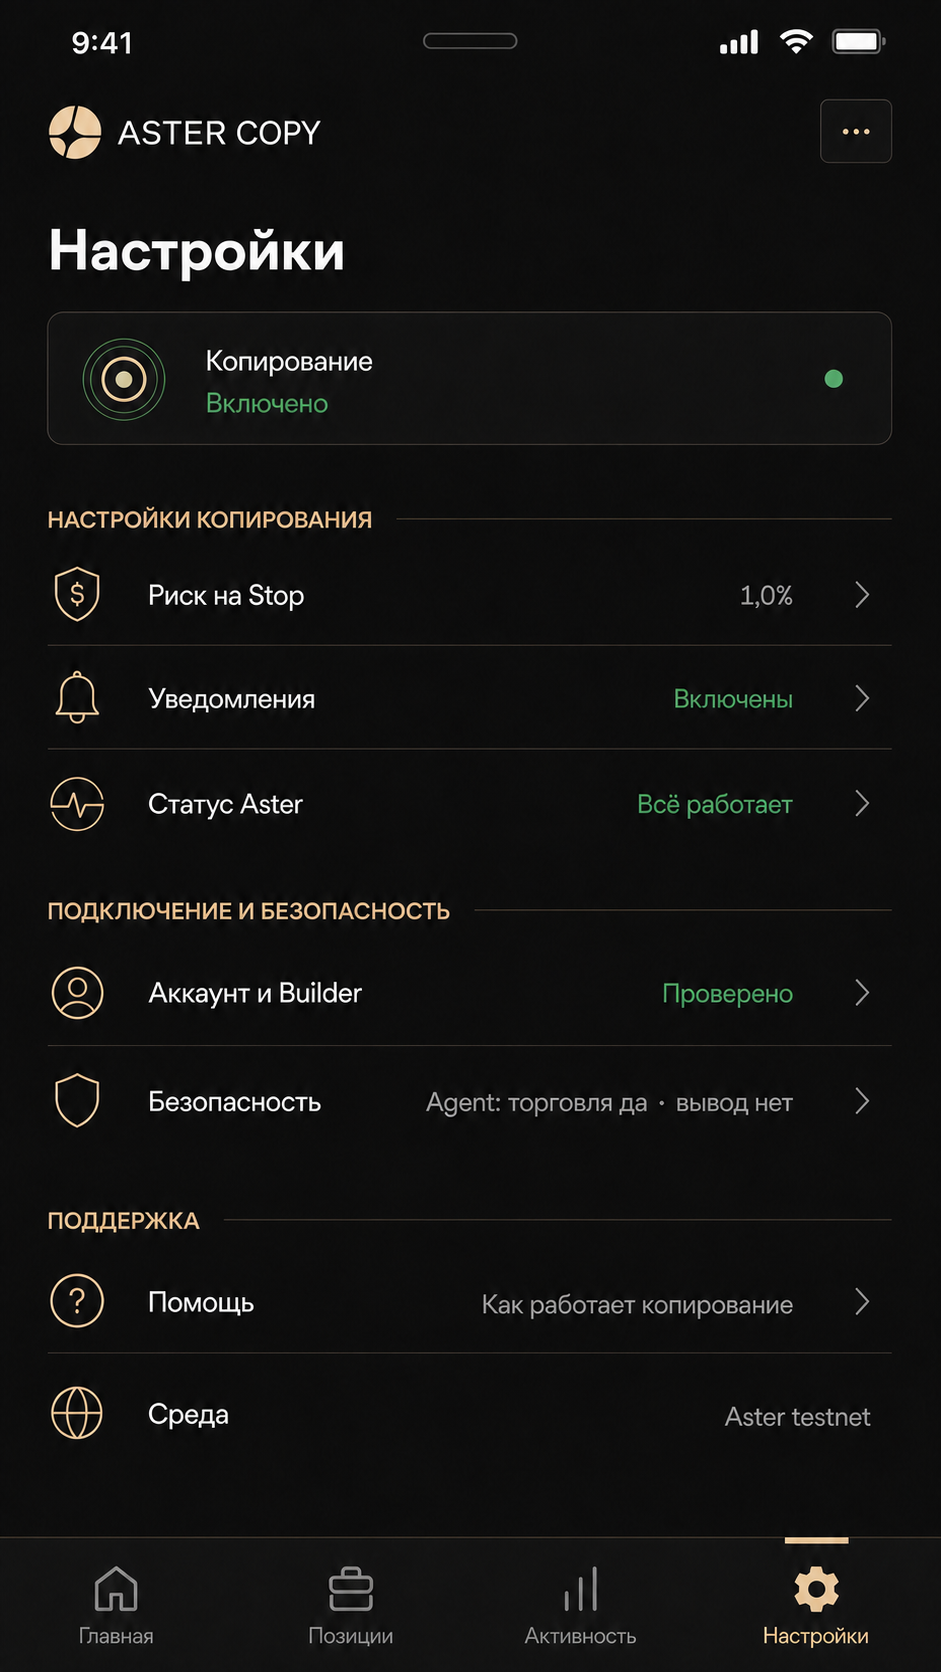 9:41
ASTER COPY
Настройки
Копирование
Включено
НАСТРОЙКИ КОПИРОВАНИЯ
$ Риск на Stop 1,0%
Уведомления Включены
Статус Aster Всё работает
ПОДКЛЮЧЕНИЕ И БЕЗОПАСНОСТЬ
Аккаунт и Builder Проверено
Безопасность Agent: торговля да · вывод нет
ПОДДЕРЖКА
? Помощь Как работает копирование
Среда Aster testnet
Главная Позиции Активность Настройки